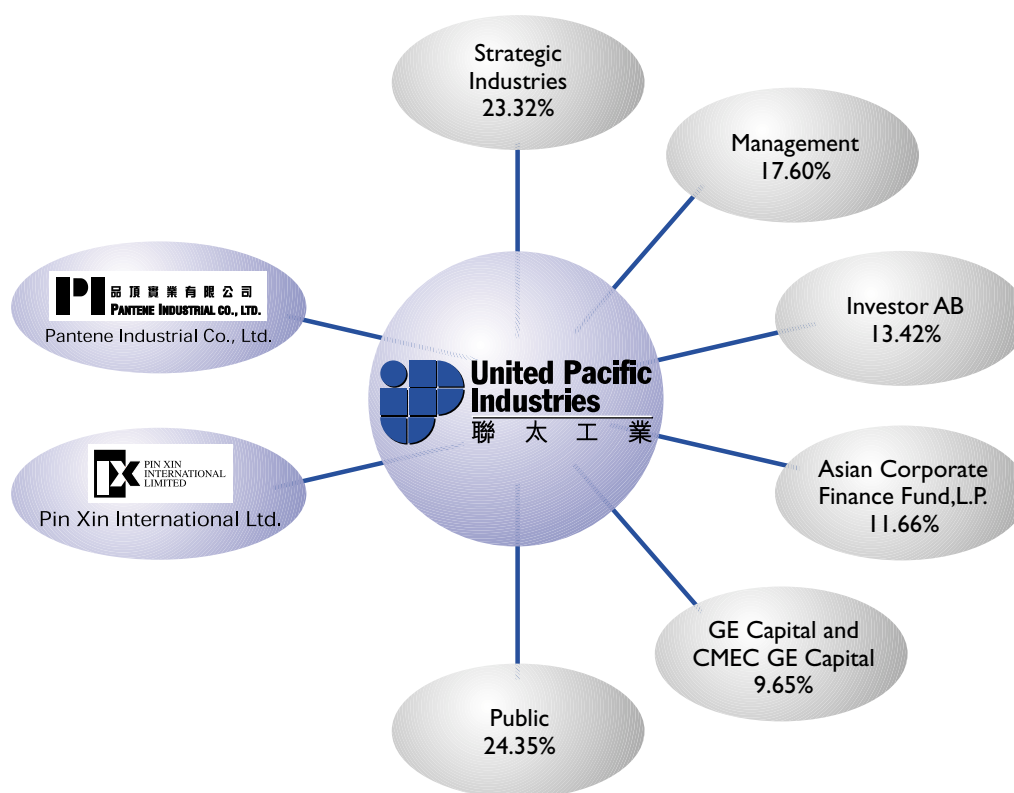 Strategic
Industries
23.32%
Management
17.60%
Investor AB
13.42%
Asian Corporate
Finance Fund,L.P.
11.66%
GE Capital and
CMEC GE Capital
9.65%
Public
24.35%
PIN XIN
INTERNATIONAL
LIMITED
Pin Xin International Ltd.
PI
品頂實業有限公司
PANTENE INDUSTRIAL CO., LTD.
Pantene Industrial Co., Ltd.
United Pacific
Industries
聯太工業